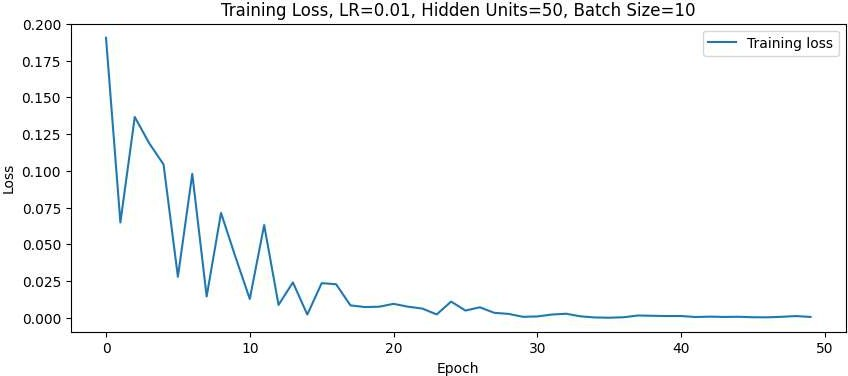 Training Loss, LR=0.01, Hidden Units=50, Batch Size=10
Training loss
0.200
0.175
0.150
0.125
0.100
0.075
0.050
0.025
0.000
Loss
0 10 20 30 40 50
Epoch